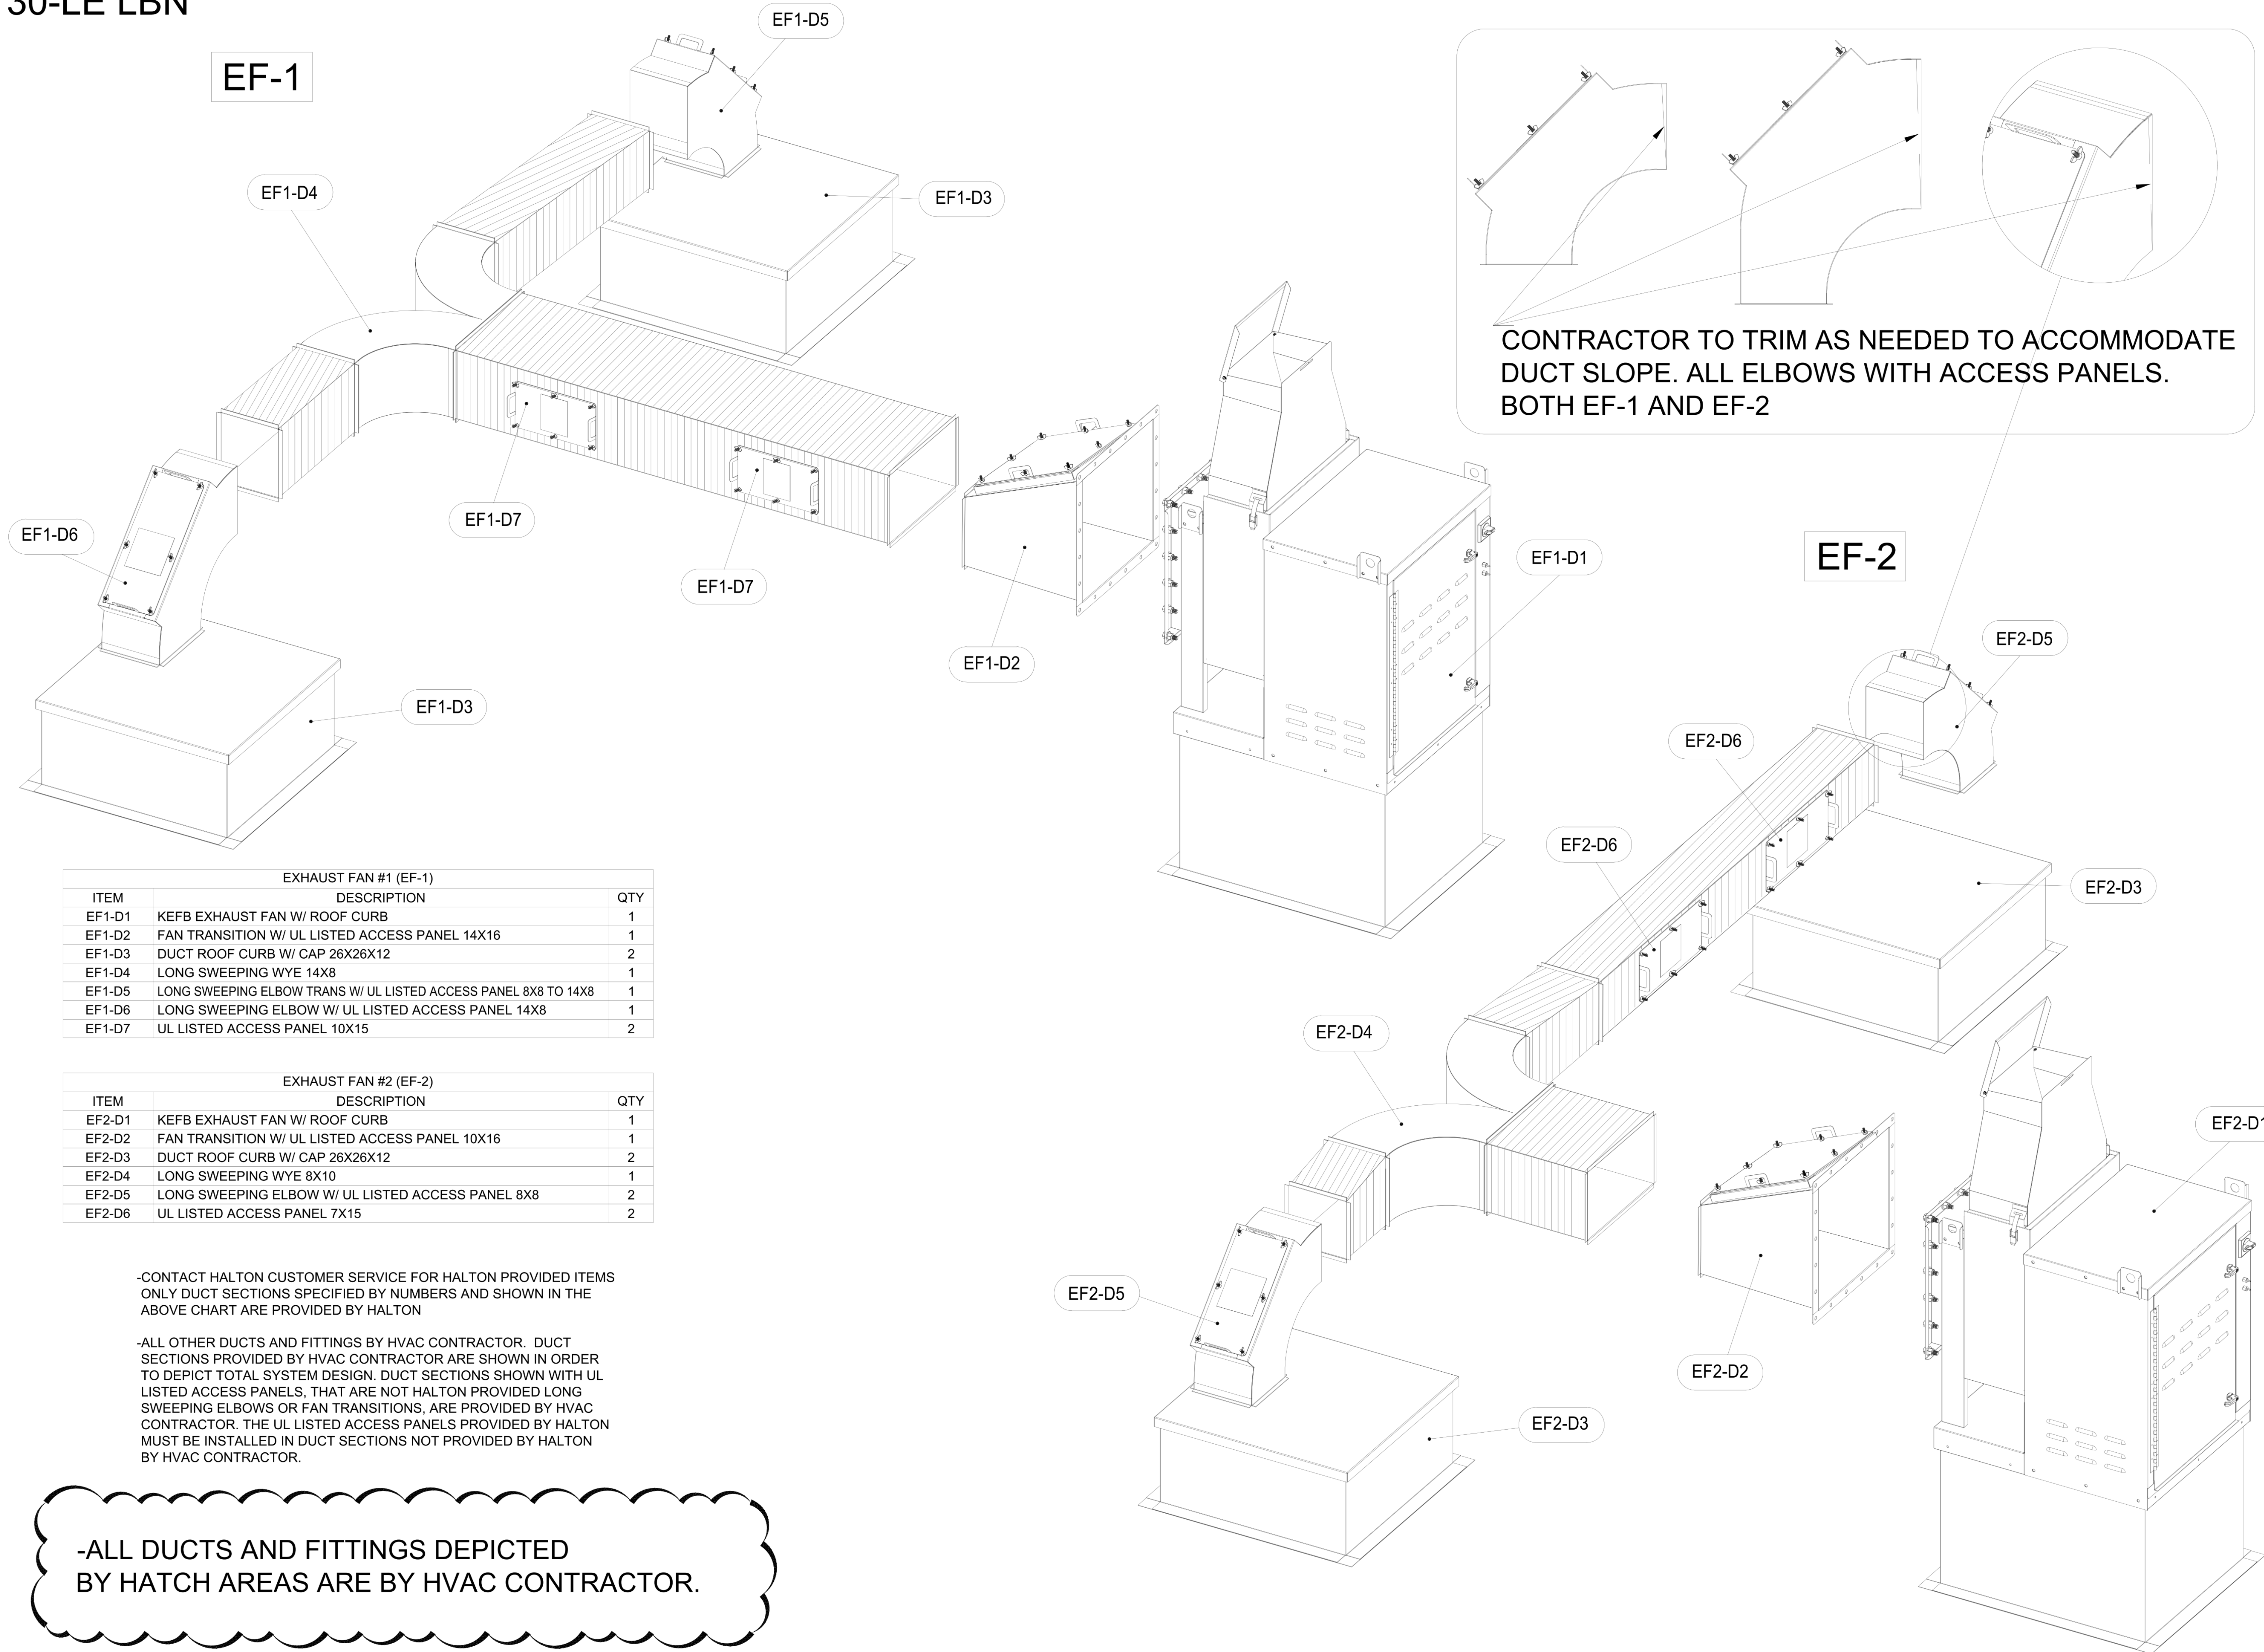 30-LE LBN
EF-1
EF1-D5
EF1-D4
EF1-D3
EF1-D7
EF1-D6
EF1-D7
EF1-D2
EF1-D1
EF1-D3
CONTRACTOR TO TRIM AS NEEDED TO ACCOMMODATE
DUCT SLOPE. ALL ELBOWS WITH ACCESS PANELS.
BOTH EF-1 AND EF-2
EF-2
EF2-D5
EF2-D6
EF2-D6
EF2-D3
EF2-D4
EF2-D1
EF2-D5
EF2-D2
EF2-D3
EXHAUST FAN #1 (EF-1)
ITEM DESCRIPTION QTY
EF1-D1 KEFB EXHAUST FAN W/ ROOF CURB 1
EF1-D2 FAN TRANSITION W/ UL LISTED ACCESS PANEL 14X16 1
EF1-D3 DUCT ROOF CURB W/ CAP 26X26X12 2
EF1-D4 LONG SWEEPING WYE 14X8 1
EF1-D5 LONG SWEEPING ELBOW TRANS W/ UL LISTED ACCESS PANEL 8X8 TO 14X8 1
EF1-D6 LONG SWEEPING ELBOW W/ UL LISTED ACCESS PANEL 14X8 1
EF1-D7 UL LISTED ACCESS PANEL 10X15 2
EXHAUST FAN #2 (EF-2)
ITEM DESCRIPTION QTY
EF2-D1 KEFB EXHAUST FAN W/ ROOF CURB 1
EF2-D2 FAN TRANSITION W/ UL LISTED ACCESS PANEL 10X16 1
EF2-D3 DUCT ROOF CURB W/ CAP 26X26X12 2
EF2-D4 LONG SWEEPING WYE 8X10 1
EF2-D5 LONG SWEEPING ELBOW W/ UL LISTED ACCESS PANEL 8X8 2
EF2-D6 UL LISTED ACCESS PANEL 7X15 2
-CONTACT HALTON CUSTOMER SERVICE FOR HALTON PROVIDED ITEMS
ONLY DUCT SECTIONS SPECIFIED BY NUMBERS AND SHOWN IN THE
ABOVE CHART ARE PROVIDED BY HALTON
-ALL OTHER DUCTS AND FITTINGS BY HVAC CONTRACTOR. DUCT
SECTIONS PROVIDED BY HVAC CONTRACTOR ARE SHOWN IN ORDER
TO DEPICT TOTAL SYSTEM DESIGN. DUCT SECTIONS SHOWN WITH UL
LISTED ACCESS PANELS, THAT ARE NOT HALTON PROVIDED LONG
SWEEPING ELBOWS OR FAN TRANSITIONS, ARE PROVIDED BY HVAC
CONTRACTOR. THE UL LISTED ACCESS PANELS PROVIDED BY HALTON
MUST BE INSTALLED IN DUCT SECTIONS NOT PROVIDED BY HALTON
BY HVAC CONTRACTOR.
-ALL DUCTS AND FITTINGS DEPICTED
BY HATCH AREAS ARE BY HVAC CONTRACTOR.